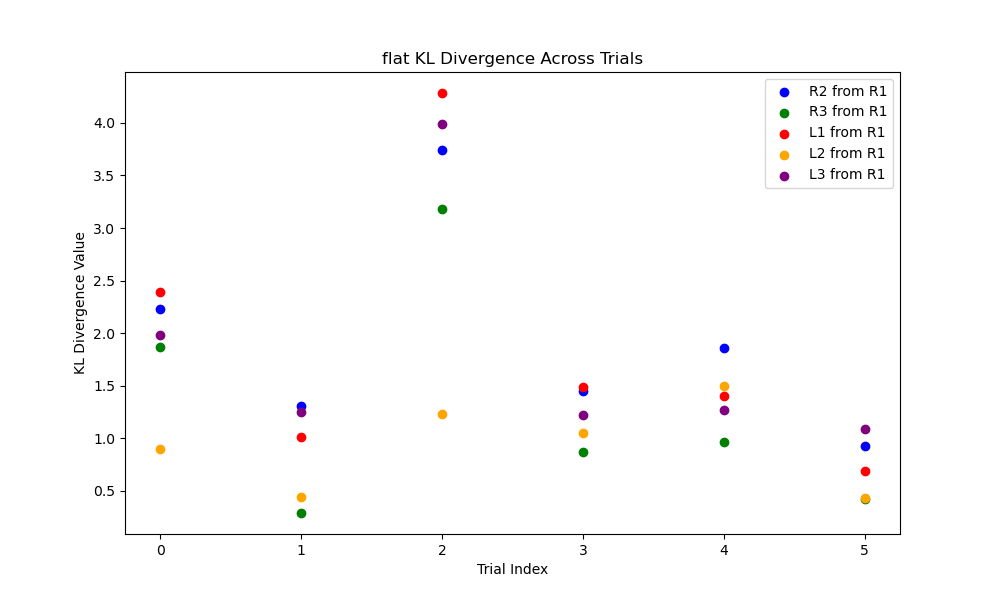 flat KL Divergence Across Trials
R2 from R1
R3 from R1
L1 from R1
L2 from R1
L3 from R1
KL Divergence Value
4.0
3.5
3.0
2.5
2.0
1.5
1.0
0.5
0 1 2 3 4 5
Trial Index